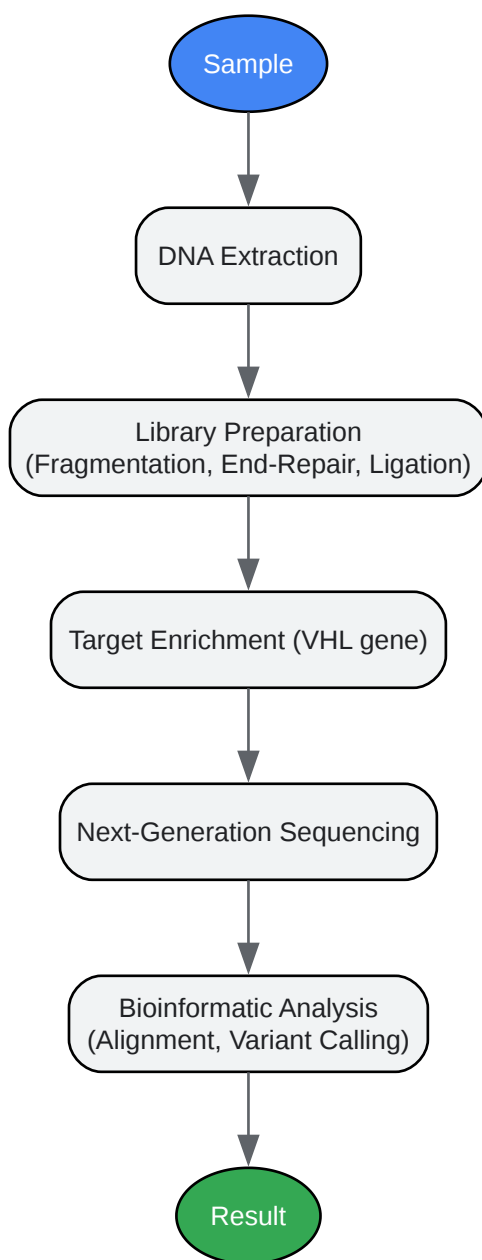 Sample
DNA Extraction
Library Preparation
(Fragmentation, End-Repair, Ligation)
Target Enrichment (VHL gene)
Next-Generation Sequencing
Bioinformatic Analysis
(Alignment, Variant Calling)
Result